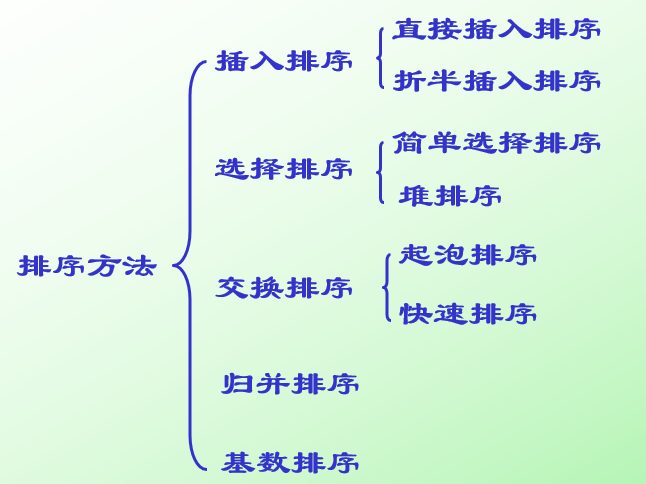 排序方法
插入排序
直接插入排序
折半插入排序
选择排序
简单选择排序
堆排序
交换排序
起泡排序
快速排序
归并排序
基数排序